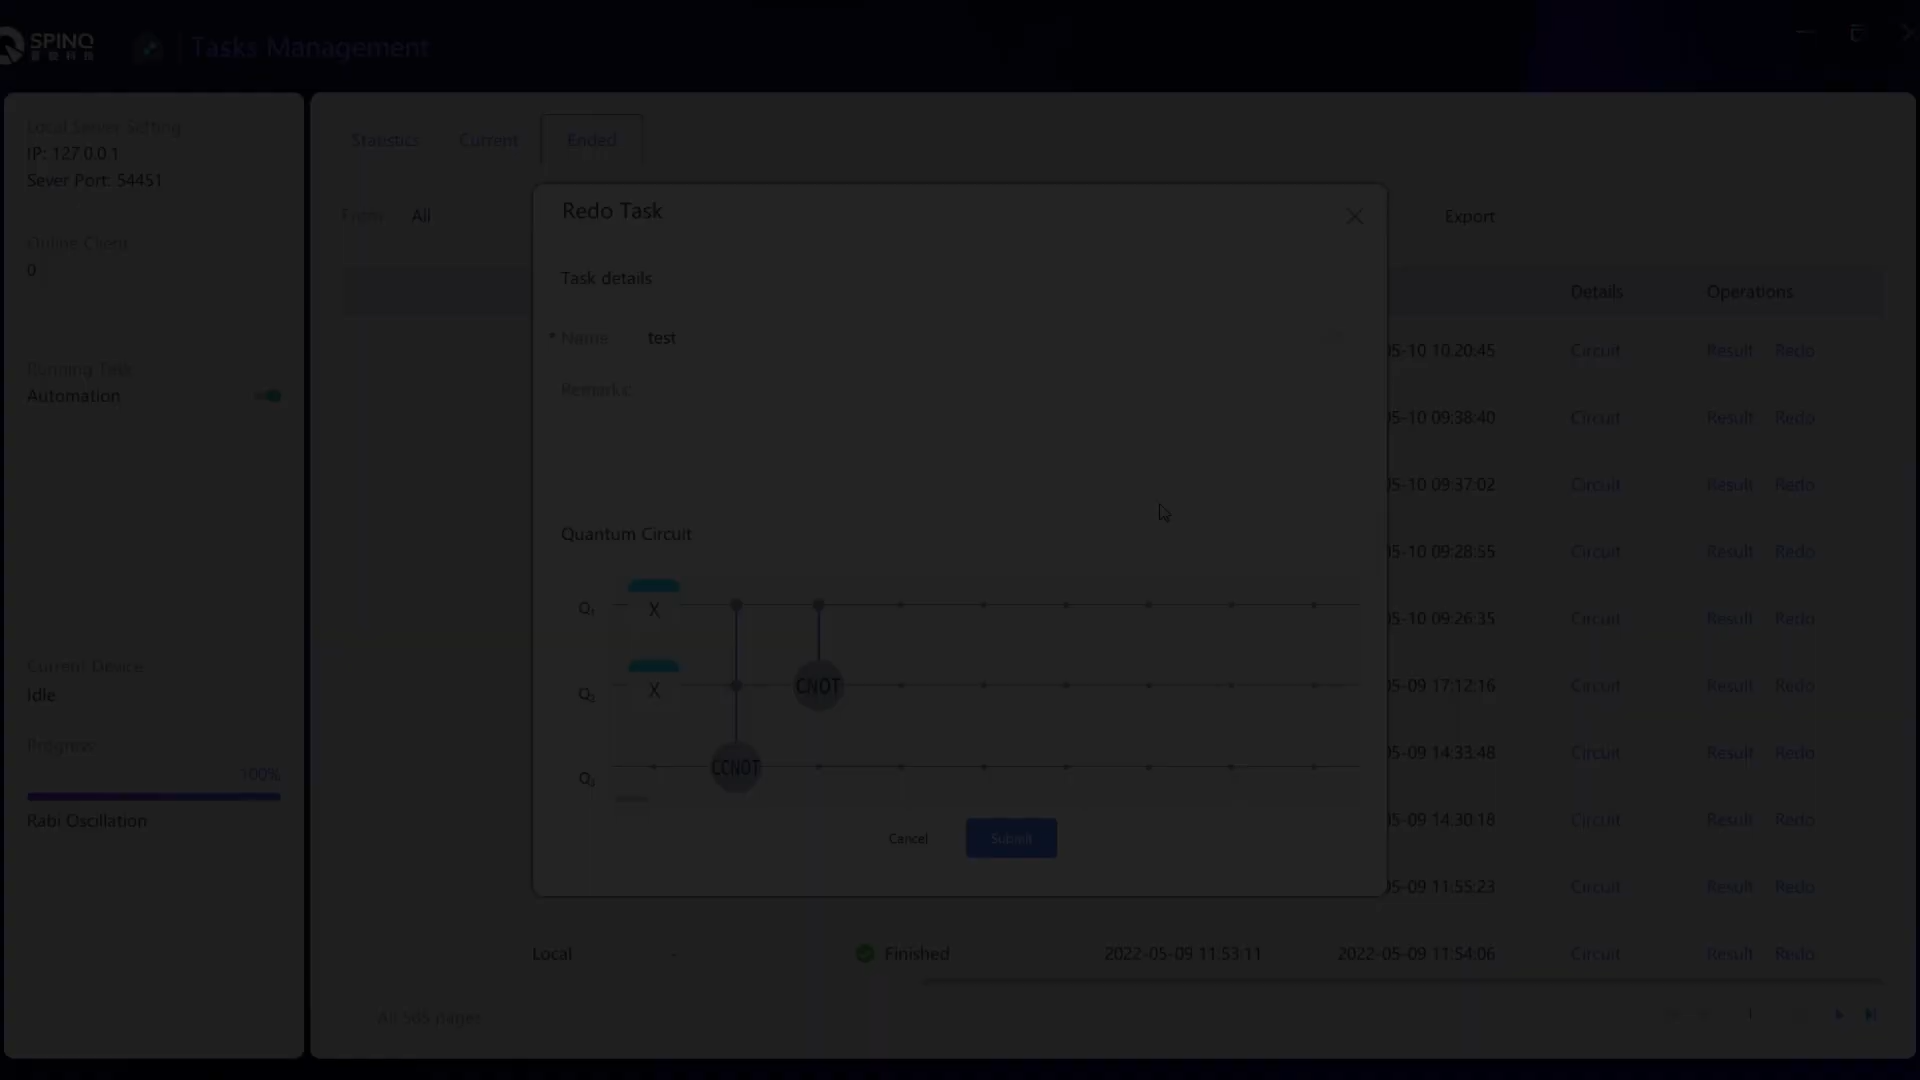 SPINQ
量旋科技
Tasks Management
Local Server Setting
IP: 127.0.0.1
Sever Port: 54451
Online Client
0
Running Task
Automation
Current Device
Idle
Progress
100%
Rabi Oscillation
Statistics Current Ended
From All Export
Details Operations
05-10 10:20:45 Circuit Result Redo
05-10 09:38:40 Circuit Result Redo
05-10 09:37:02 Circuit Result Redo
05-10 09:28:55 Circuit Result Redo
05-10 09:26:35 Circuit Result Redo
05-09 17:12:16 Circuit Result Redo
05-09 14:33:48 Circuit Result Redo
05-09 14:30:18 Circuit Result Redo
05-09 11:55:23 Circuit Result Redo
Local - Finished 2022-05-09 11:53:11 2022-05-09 11:54:06 Circuit Result Redo
All 505 pages
1
Redo Task
Task details
* Name test
Remarks:
Quantum Circuit
Q₁ X
Q₂ X CNOT
CCNOT
Cancel Submit